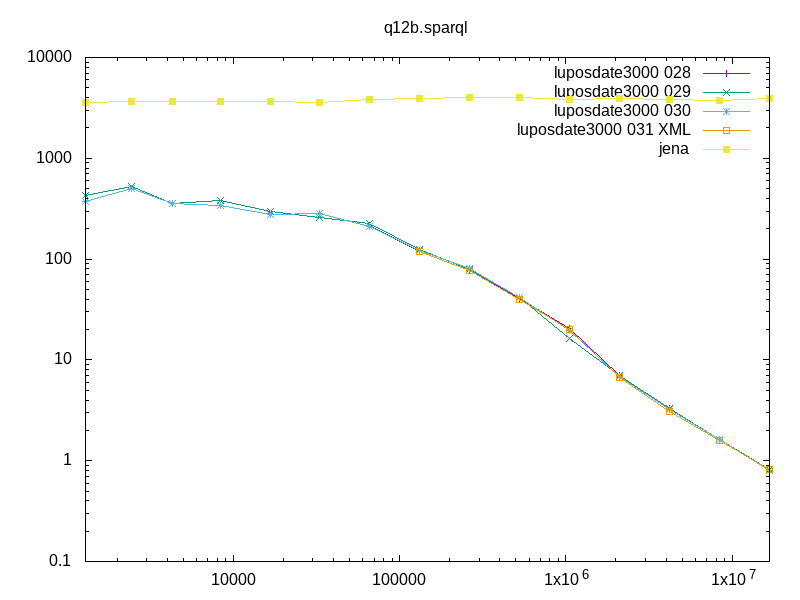 q12b.sparql
10000
1000
100
10
1
0.1
luposdate3000 028
luposdate3000 029
luposdate3000 030
luposdate3000 031 XML
jena
10000 100000 1x10^6 1x10^7